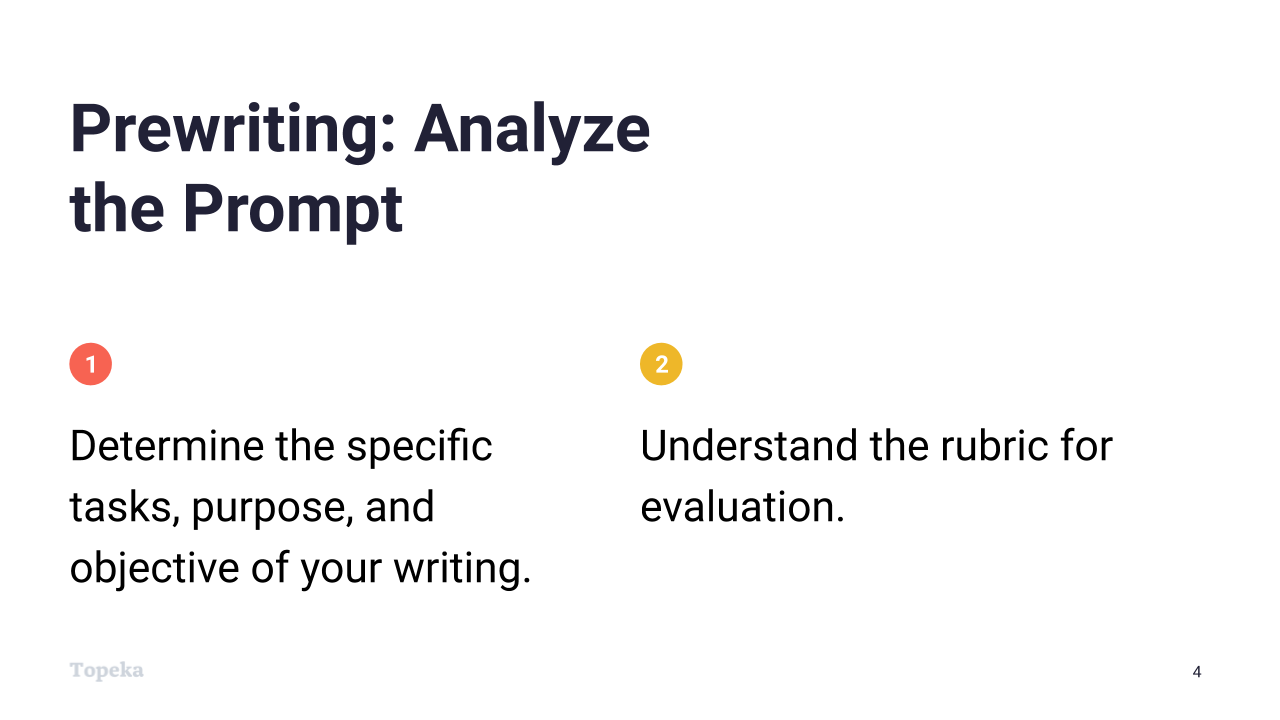 Prewriting: Analyze
the Prompt
1
Determine the specific
tasks, purpose, and
objective of your writing.
2
Understand the rubric for
evaluation.
Topeka
4